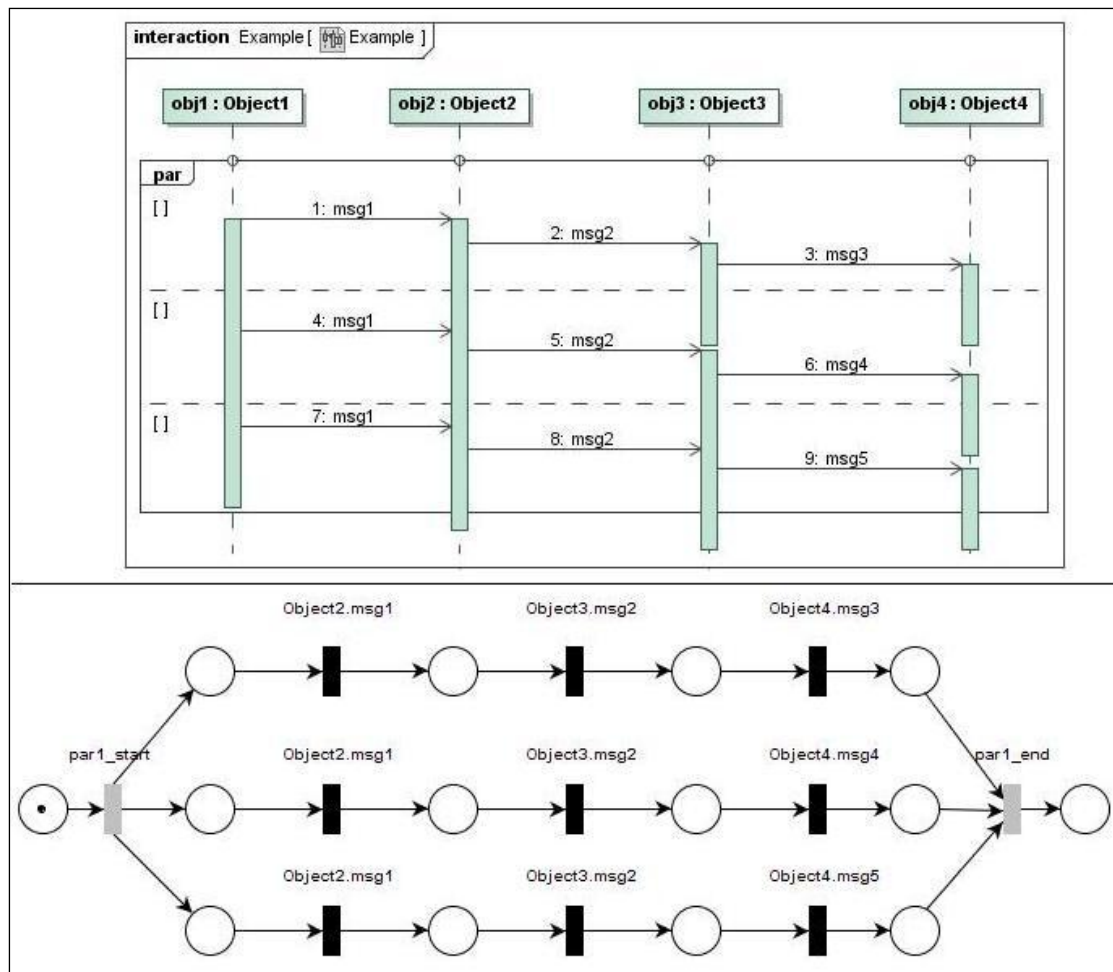 interaction Example [ Example ]
obj1 : Object1 obj2 : Object2 obj3 : Object3 obj4 : Object4
par
[ ]
1: msg1
2: msg2
3: msg3
[ ]
4: msg1
5: msg2
6: msg4
[ ]
7: msg1
8: msg2
9: msg5
Object2.msg1 Object3.msg2 Object4.msg3
par1_start Object2.msg1 Object3.msg2 Object4.msg4 par1_end
Object2.msg1 Object3.msg2 Object4.msg5